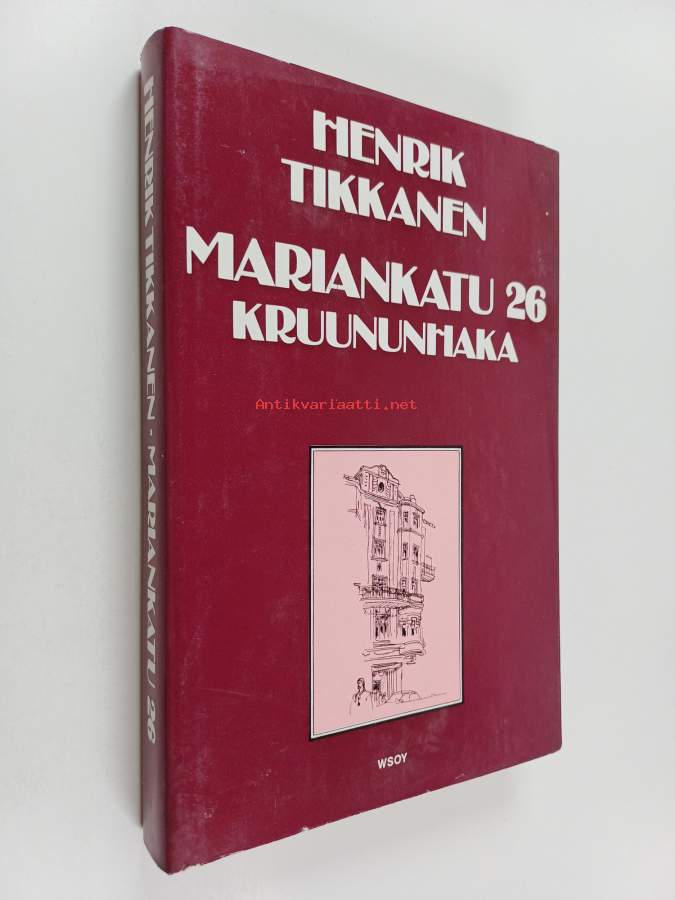 HENRIK
TIKKANEN
MARIANKATU 26
KRUUNUNHAKA
Antikvariaatti.net
WSOY
HENRIK TIKKANEN · MARIANKATU 26